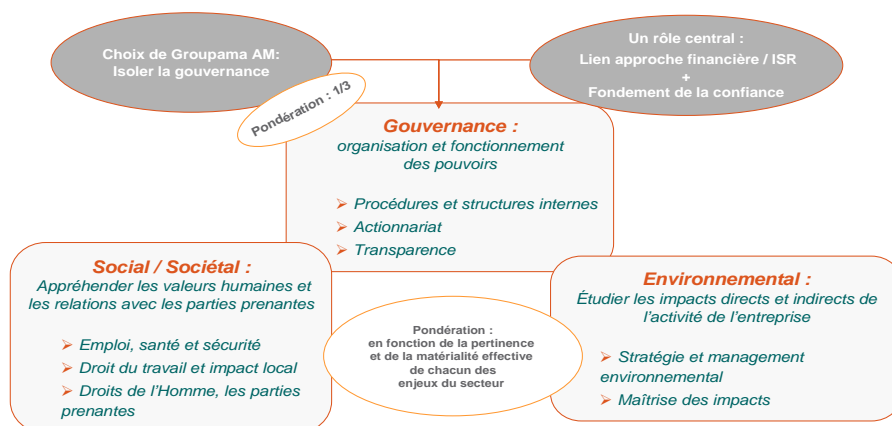 Choix de Groupama AM:
Isoler la gouvernance
Un rôle central :
Lien approche financière / ISR
+
Fondement de la confiance
Pondération : 1/3
Gouvernance :
organisation et fonctionnement
des pouvoirs
➢ Procédures et structures internes
➢ Actionnariat
➢ Transparence
Social / Sociétal :
Appréhender les valeurs humaines et
les relations avec les parties prenantes
➢ Emploi, santé et sécurité
➢ Droit du travail et impact local
➢ Droits de l’Homme, les parties
prenantes
Pondération :
en fonction de la pertinence
et de la matérialité effective
de chacun des
enjeux du secteur
Environnemental :
Étudier les impacts directs et indirects de
l’activité de l’entreprise
➢ Stratégie et management
environnemental
➢ Maîtrise des impacts